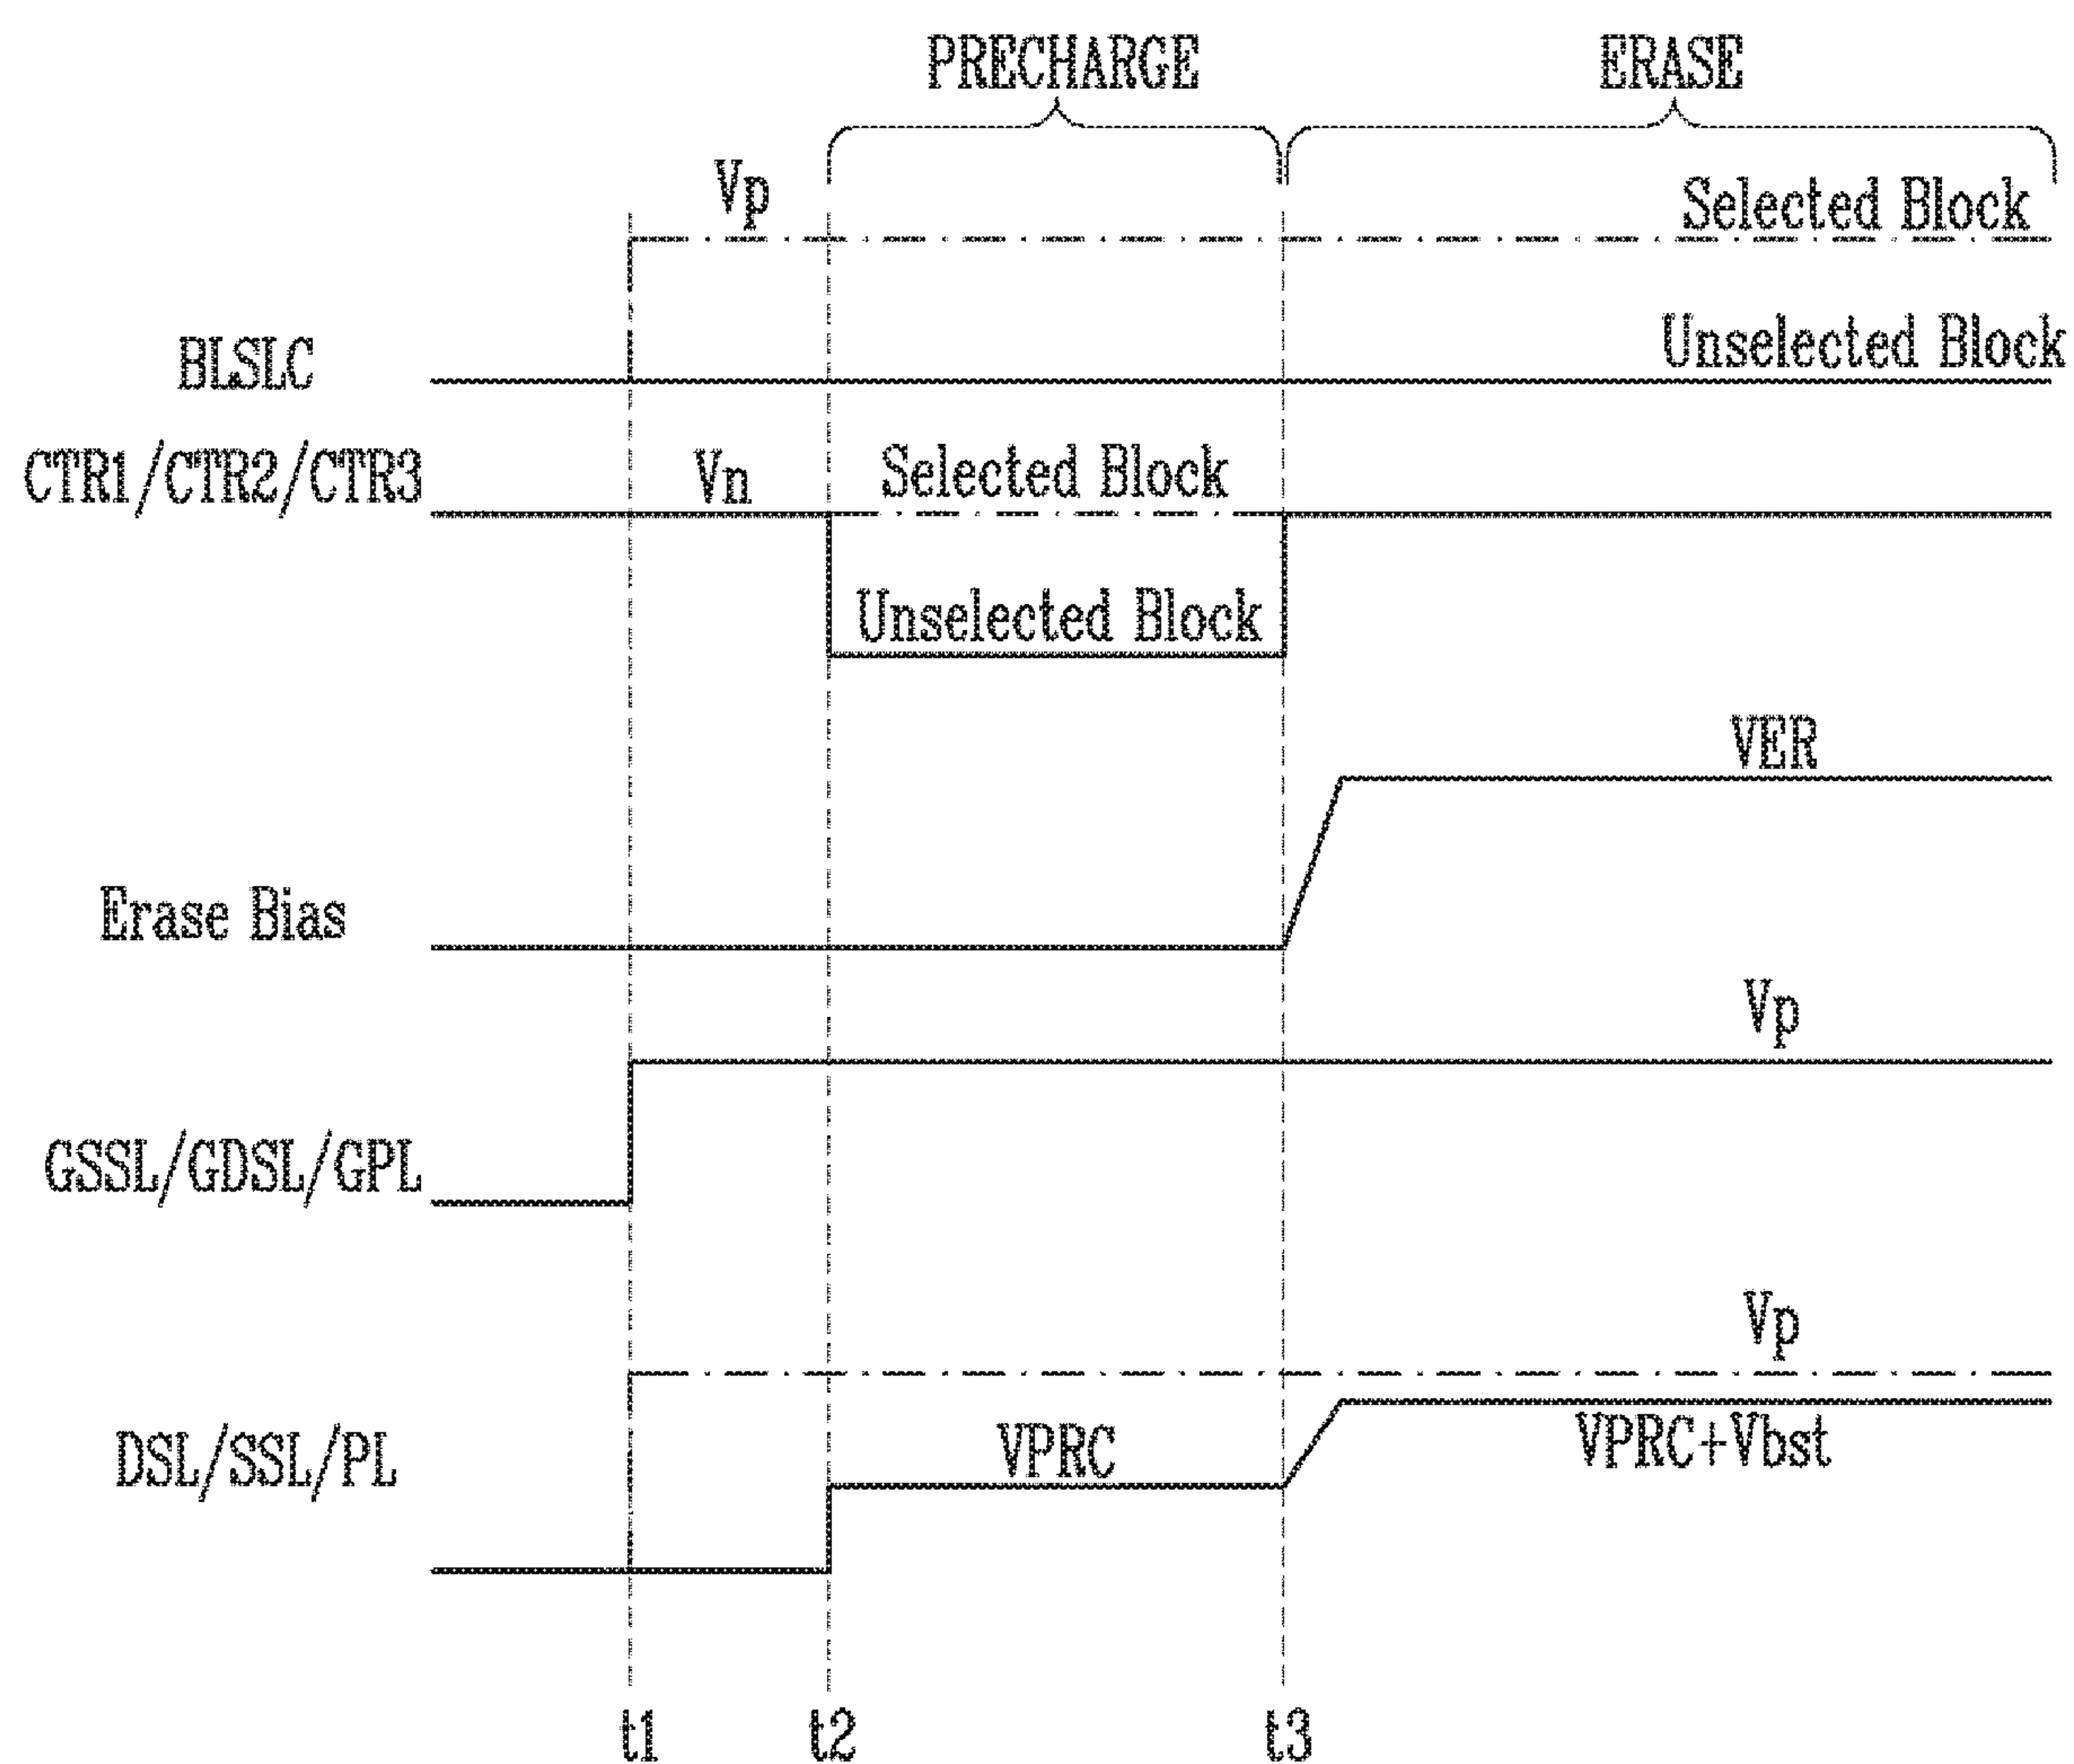 PRECHARGE
ERASE
Vp
Selected Block
Unselected Block
BLSLC
CTR1/CTR2/CTR3
Vn
Selected Block
Unselected Block
VER
Erase Bias
Vp
GSSL/GDSL/GPL
Vp
DSL/SSL/PL
VPRC
VPRC+Vbst
t1
t2
t3